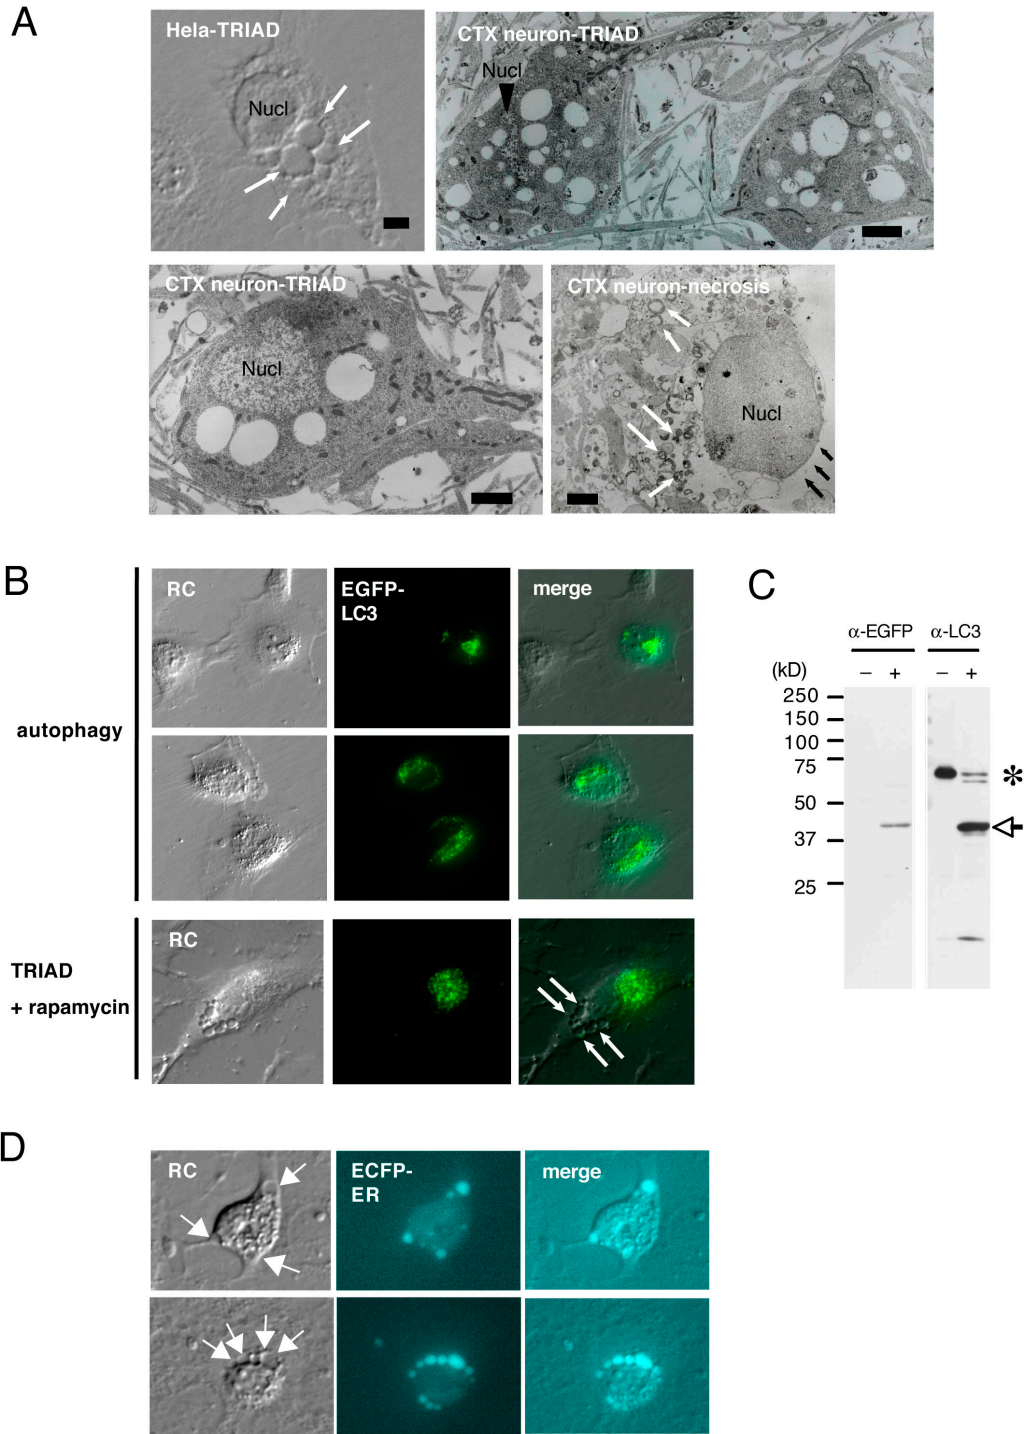 A
Hela-TRIAD
Nucl
CTX neuron-TRIAD
Nucl
CTX neuron-TRIAD
Nucl
CTX neuron-necrosis
Nucl
B
autophagy
RC
EGFP-
LC3
merge
TRIAD
+ rapamycin
RC
C
α-EGFP α-LC3
(kD) – + – +
250
150
100
75
*
50
37
25
D
RC
ECFP-
ER
merge